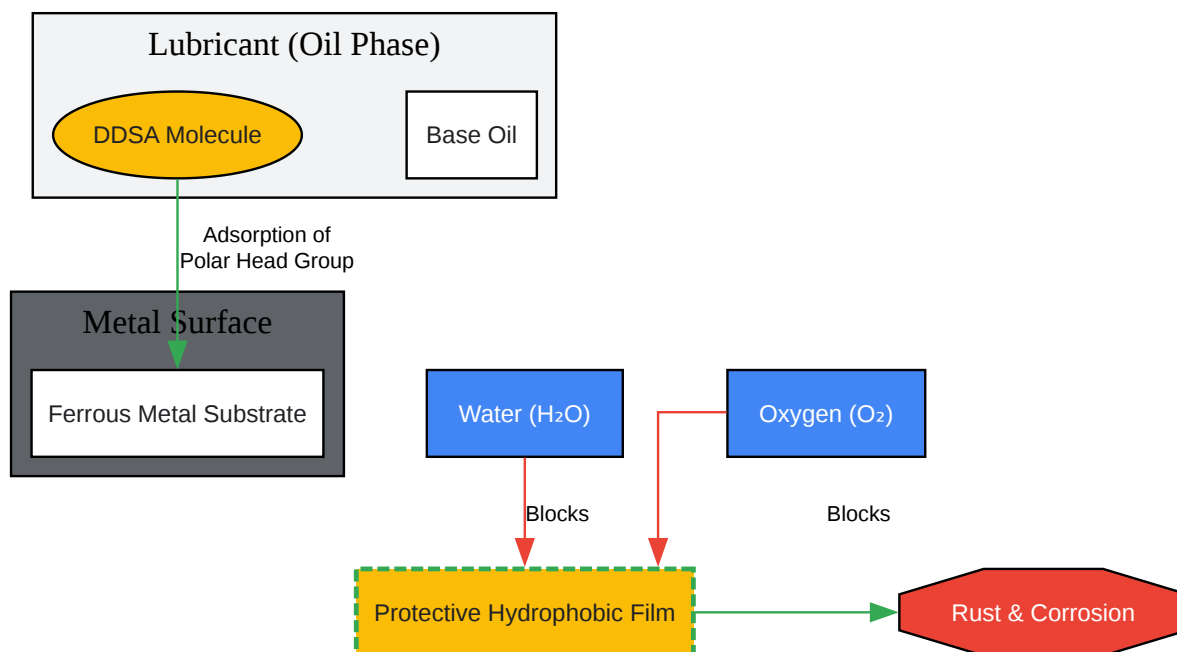 Lubricant (Oil Phase)
DDSA Molecule
Base Oil
Adsorption of
Polar Head Group
Metal Surface
Ferrous Metal Substrate
Water (H₂O)
Oxygen (O₂)
Blocks
Blocks
Protective Hydrophobic Film
Rust & Corrosion